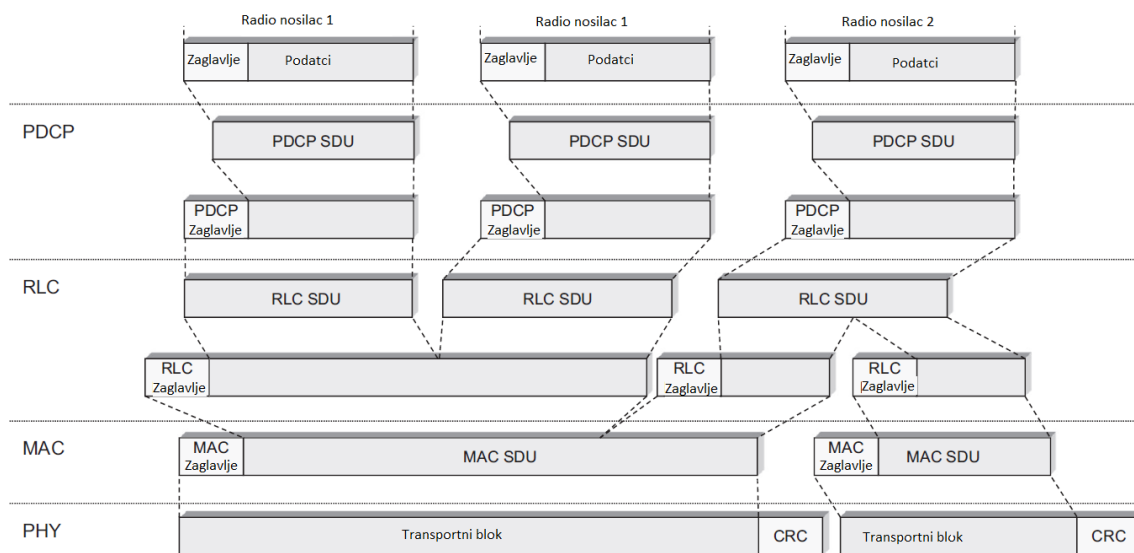 Radio nosilac 1 Radio nosilac 1 Radio nosilac 2
Zaglavlje Podatci Zaglavlje Podatci Zaglavlje Podatci
PDCP
PDCP SDU PDCP SDU PDCP SDU
PDCP PDCP PDCP
Zaglavlje Zaglavlje Zaglavlje
RLC
RLC SDU RLC SDU RLC SDU
RLC RLC RLC
Zaglavlje Zaglavlje Zaglavlje
MAC
MAC MAC SDU MAC MAC SDU
Zaglavlje Zaglavlje
PHY
Transportni blok CRC Transportni blok CRC